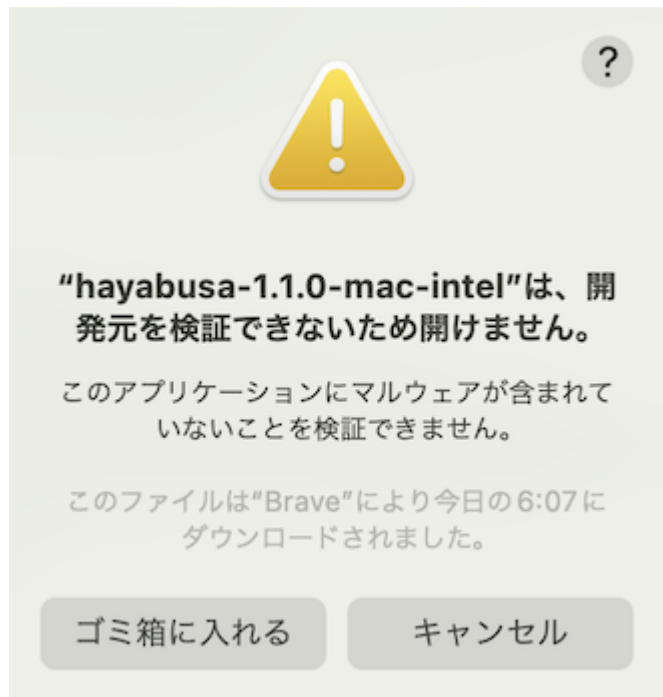 ?
“hayabusa-1.1.0-mac-intel”は、開
発元を検証できないため開けません。
このアプリケーションにマルウェアが含まれて
いないことを検証できません。
このファイルは“Brave”により今日の6:07に
ダウンロードされました。
ゴミ箱に入れる
キャンセル